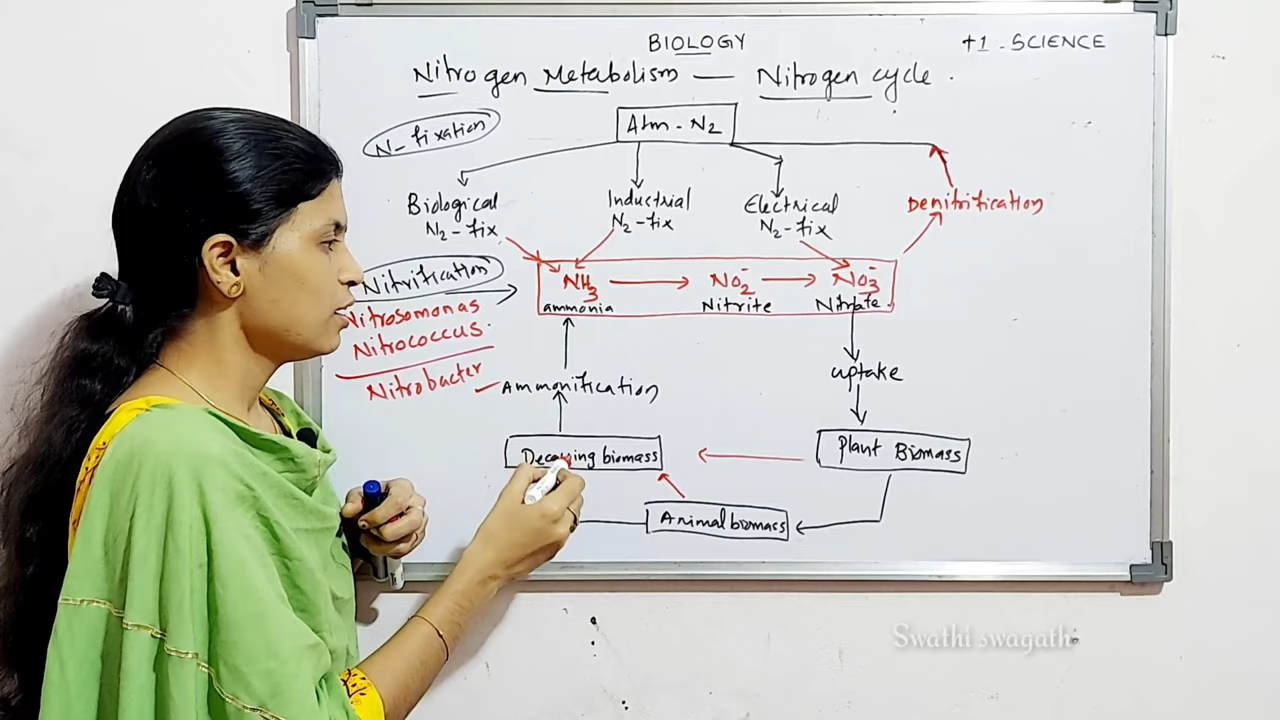 BIOLOGY
+1 - SCIENCE
Nitrogen Metabolism — Nitrogen cycle.
N-fixation
Atm - N2
Biological
N2-fix
Inductrial
N2-fix
Electrical
N2-fix
Denitrification
Nitrification
NH3
ammonia
NO2-
Nitrite
NO3-
Nitrate.
Nitrosomonas
Nitrococcus.
Nitrobacter
Ammonification
uptake
Decaying biomass
Plant Biomass
Animal biomass
Swathi swagath